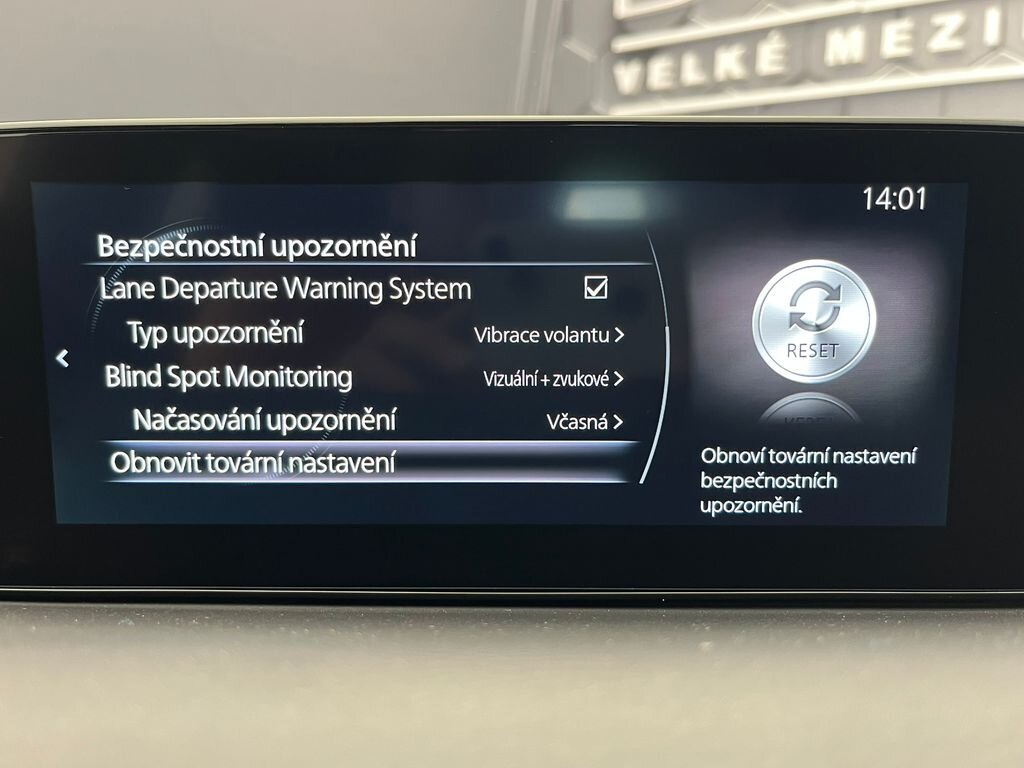 VELKÉ MEZI
14:01
Bezpečnostní upozornění
Lane Departure Warning System
Typ upozornění Vibrace volantu
Blind Spot Monitoring Vizuální + zvukové
Načasování upozornění Včasná
Obnovit tovární nastavení
RESET
Obnoví tovární nastavení
bezpečnostních
upozornění.